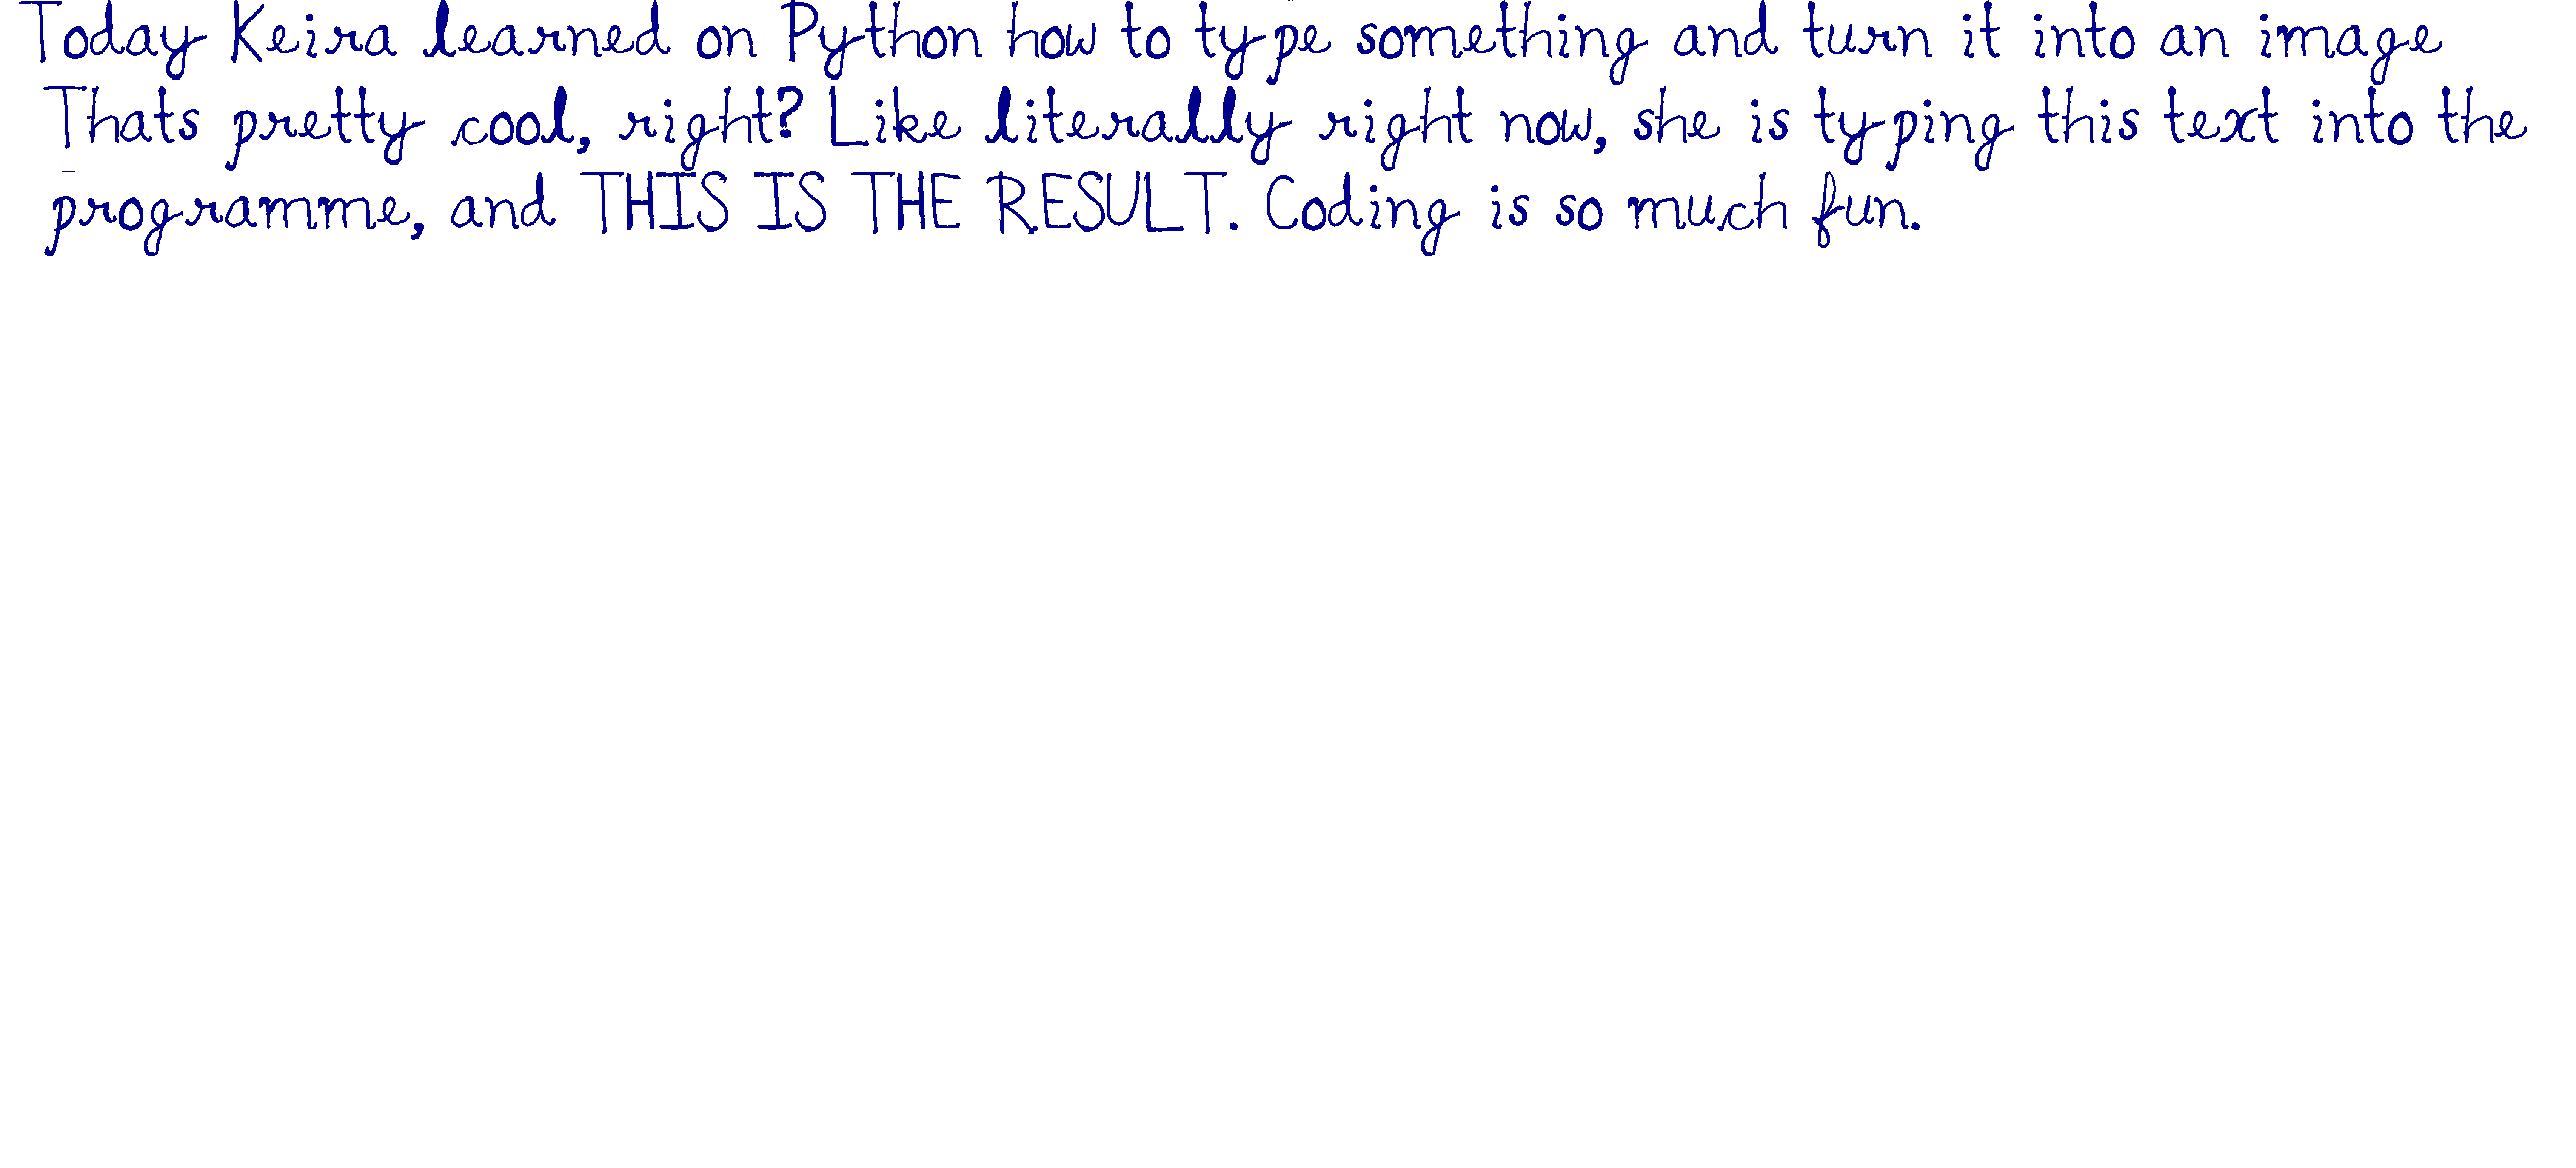 Today Keira learned on Python how to type something and turn it into an image
Thats pretty cool, right? Like literally right now, she is typing this text into the
programme, and THIS IS THE RESULT. Coding is so much fun.